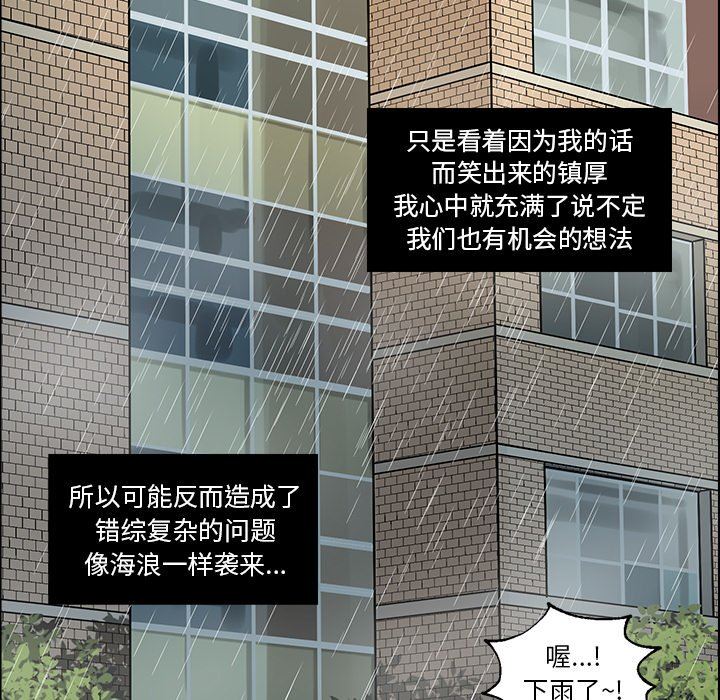 只是看着因为我的话
而笑出来的镇厚
我心中就充满了说不定
我们也有机会的想法
所以可能反而造成了
错综复杂的问题
像海浪一样袭来...
喔...!
下雨了~!